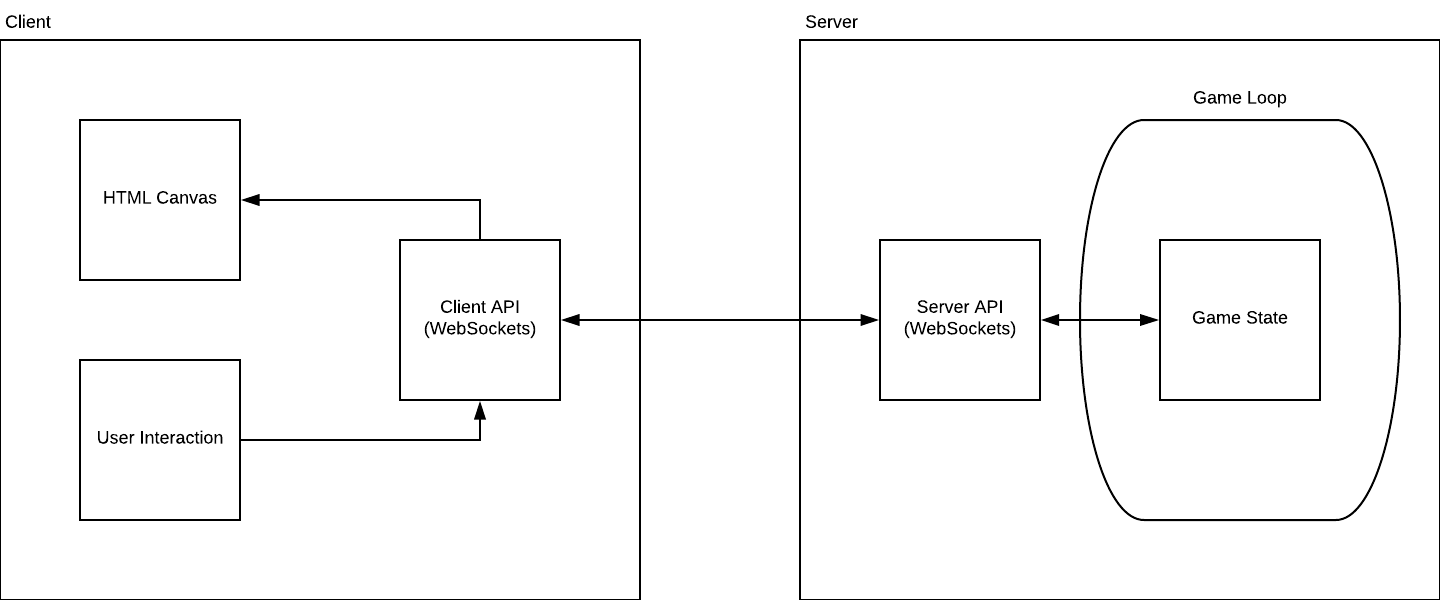 Client
HTML Canvas
User Interaction
Client API
(WebSockets)
Server
Server API
(WebSockets)
Game Loop
Game State